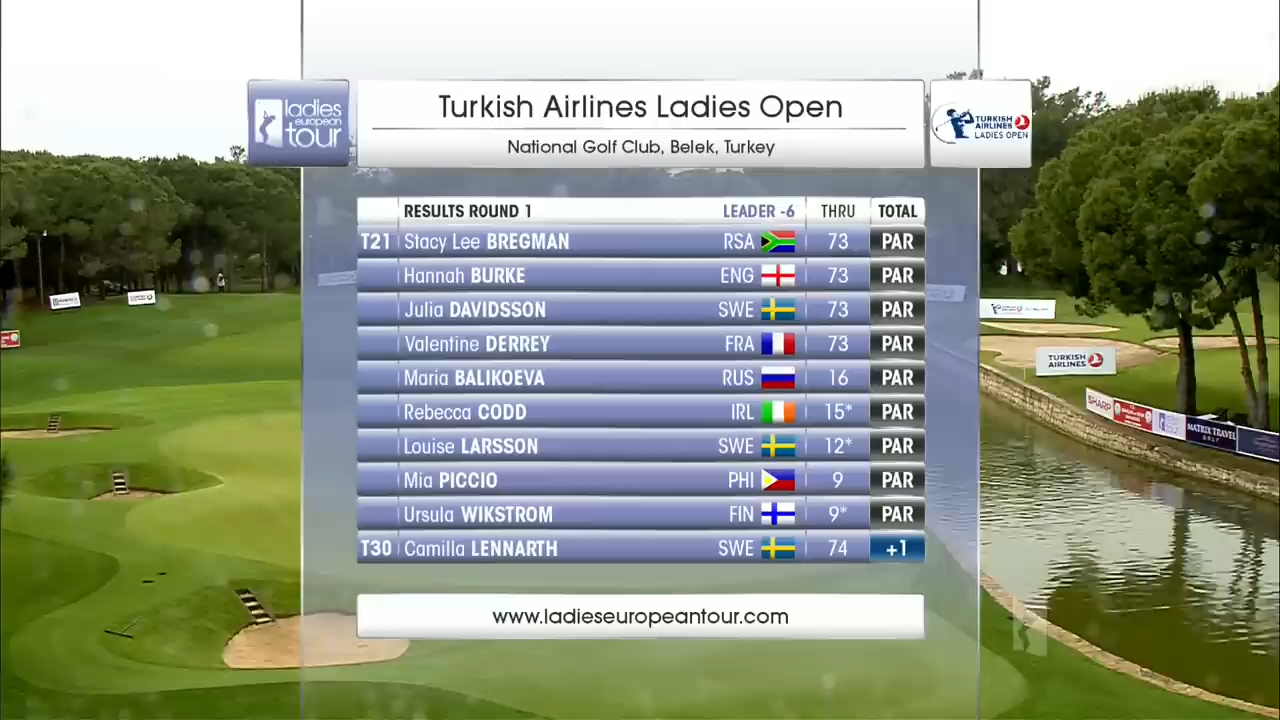 ladies
european
tour
Turkish Airlines Ladies Open
National Golf Club, Belek, Turkey
TURKISH
AIRLINES
LADIES OPEN
RESULTS ROUND 1 LEADER -6 THRU TOTAL
T21 Stacy Lee BREGMAN RSA 73 PAR
Hannah BURKE ENG 73 PAR
Julia DAVIDSSON SWE 73 PAR
Valentine DERREY FRA 73 PAR
Maria BALIKOEVA RUS 16 PAR
Rebecca CODD IRL 15* PAR
Louise LARSSON SWE 12* PAR
Mia PICCIO PHI 9 PAR
Ursula WIKSTROM FIN 9* PAR
T30 Camilla LENNARTH SWE 74 +1
www.ladieseuropeantour.com
TURKISH
AIRLINES
SHARP
MATRIX TRAVEL
GOLF